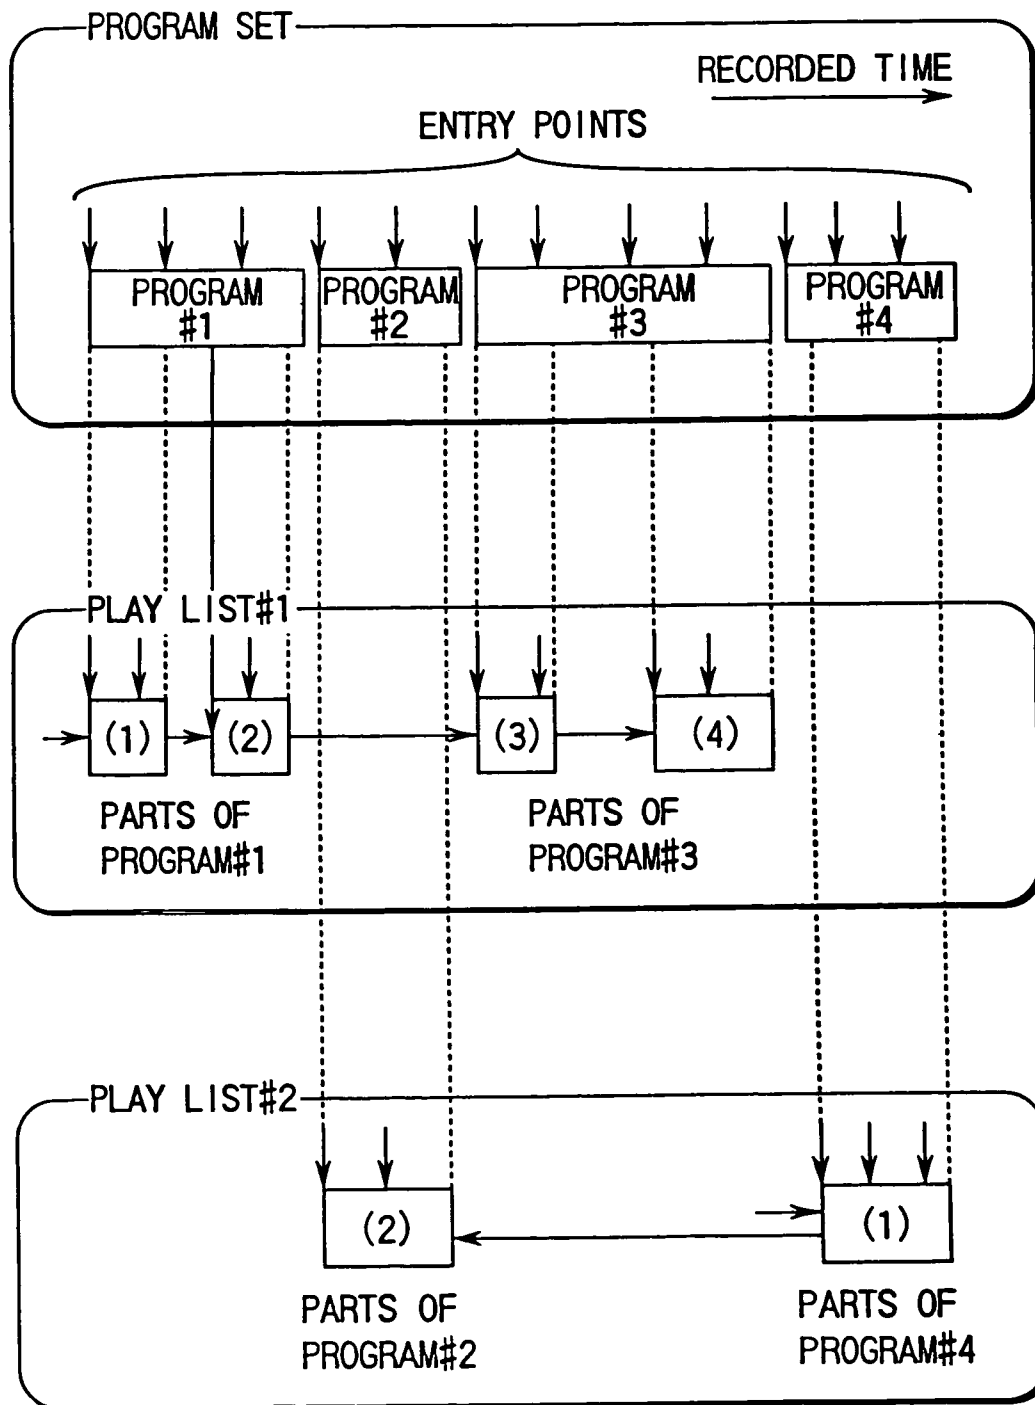 PROGRAM SET
RECORDED TIME
ENTRY POINTS
PROGRAM
#1
PROGRAM
#2
PROGRAM
#3
PROGRAM
#4
PLAY LIST#1
(1)
(2)
(3)
(4)
PARTS OF
PROGRAM#1
PARTS OF
PROGRAM#3
PLAY LIST#2
(2)
(1)
PARTS OF
PROGRAM#2
PARTS OF
PROGRAM#4